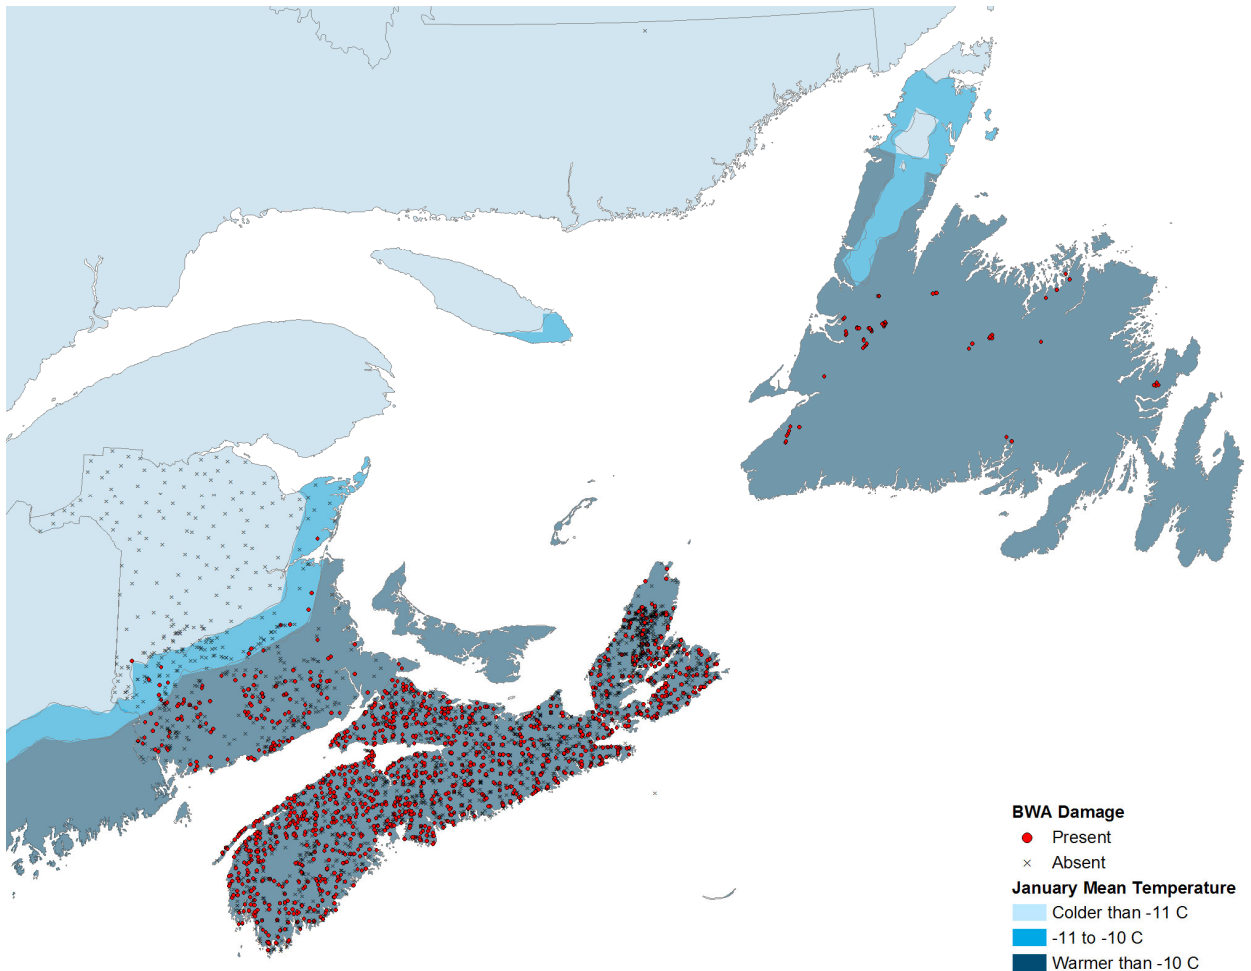 BWA Damage
Present
Absent
January Mean Temperature
Colder than -11 C
-11 to -10 C
Warmer than -10 C